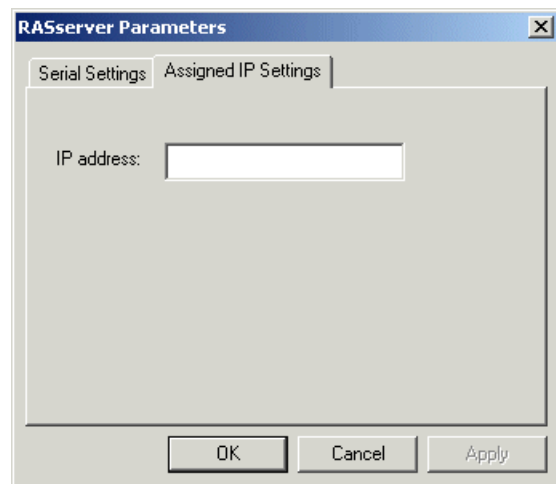 RASserver Parameters
Serial Settings Assigned IP Settings
IP address:
OK Cancel Apply